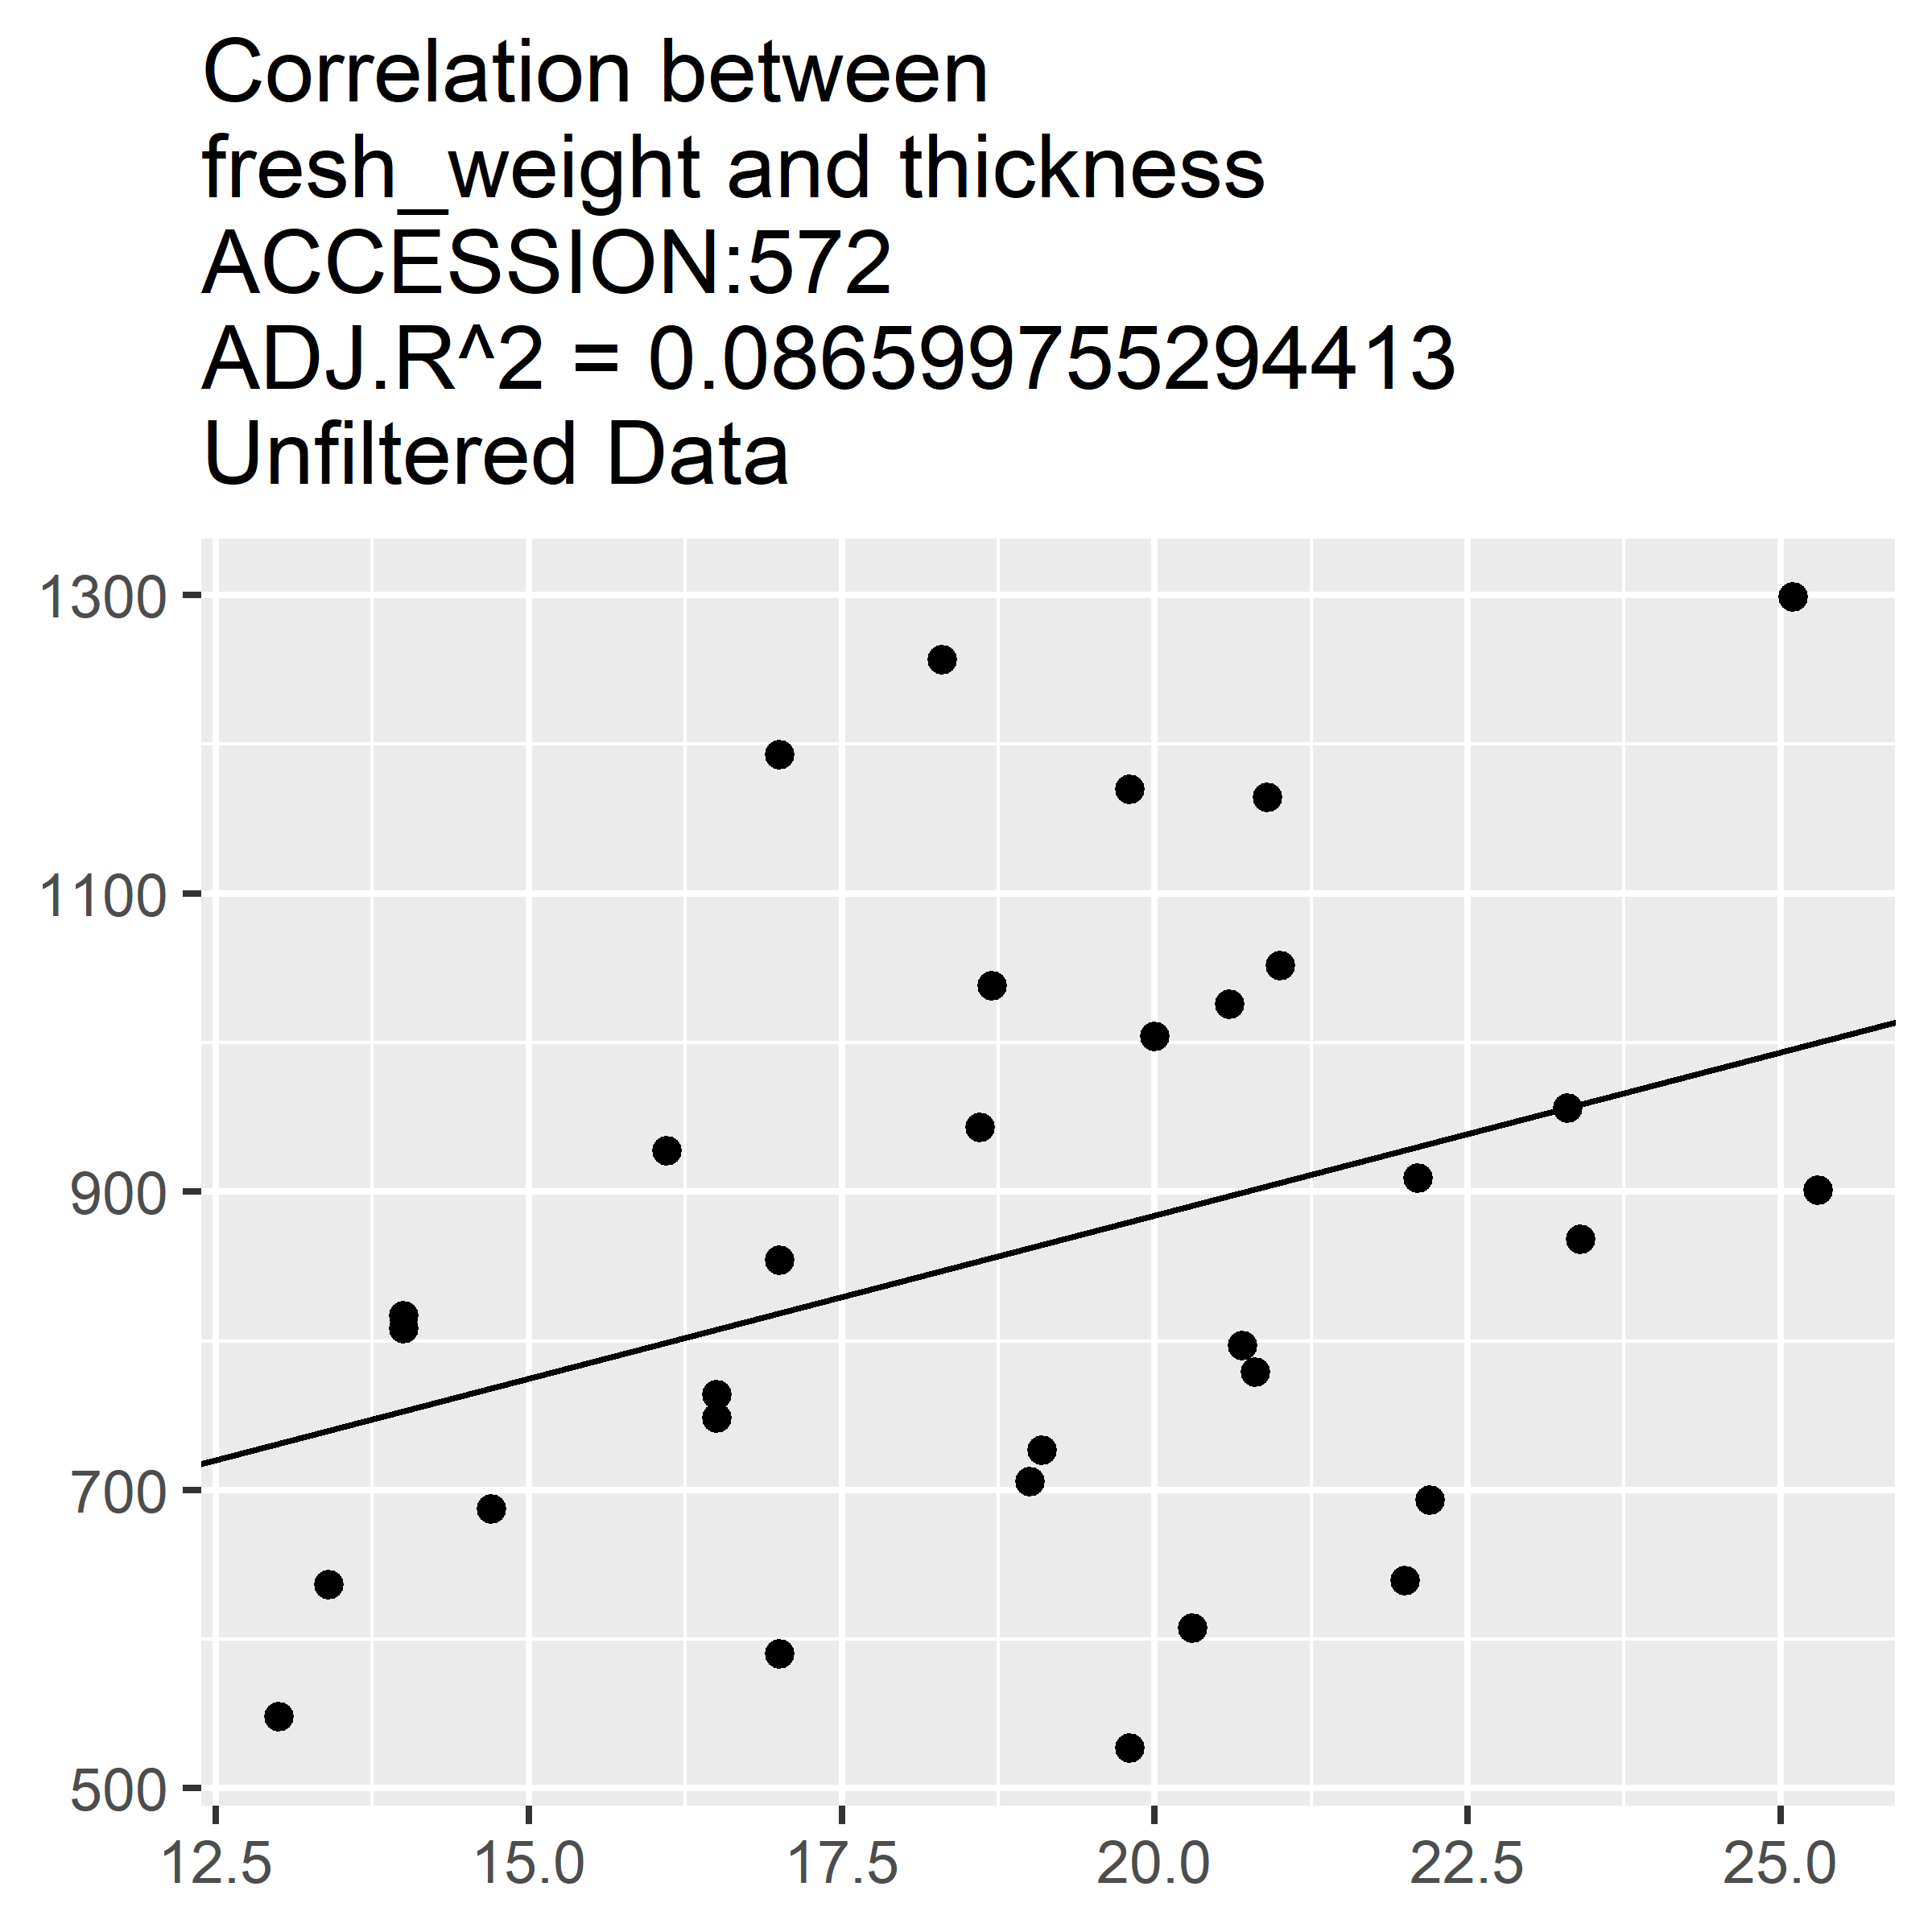 Correlation between
fresh_weight and thickness
ACCESSION:572
ADJ.R^2 = 0.0865997552944​13
Unfiltered Data
1300
1100
900
700
500
12.5 15.0 17.5 20.0 22.5 25.0